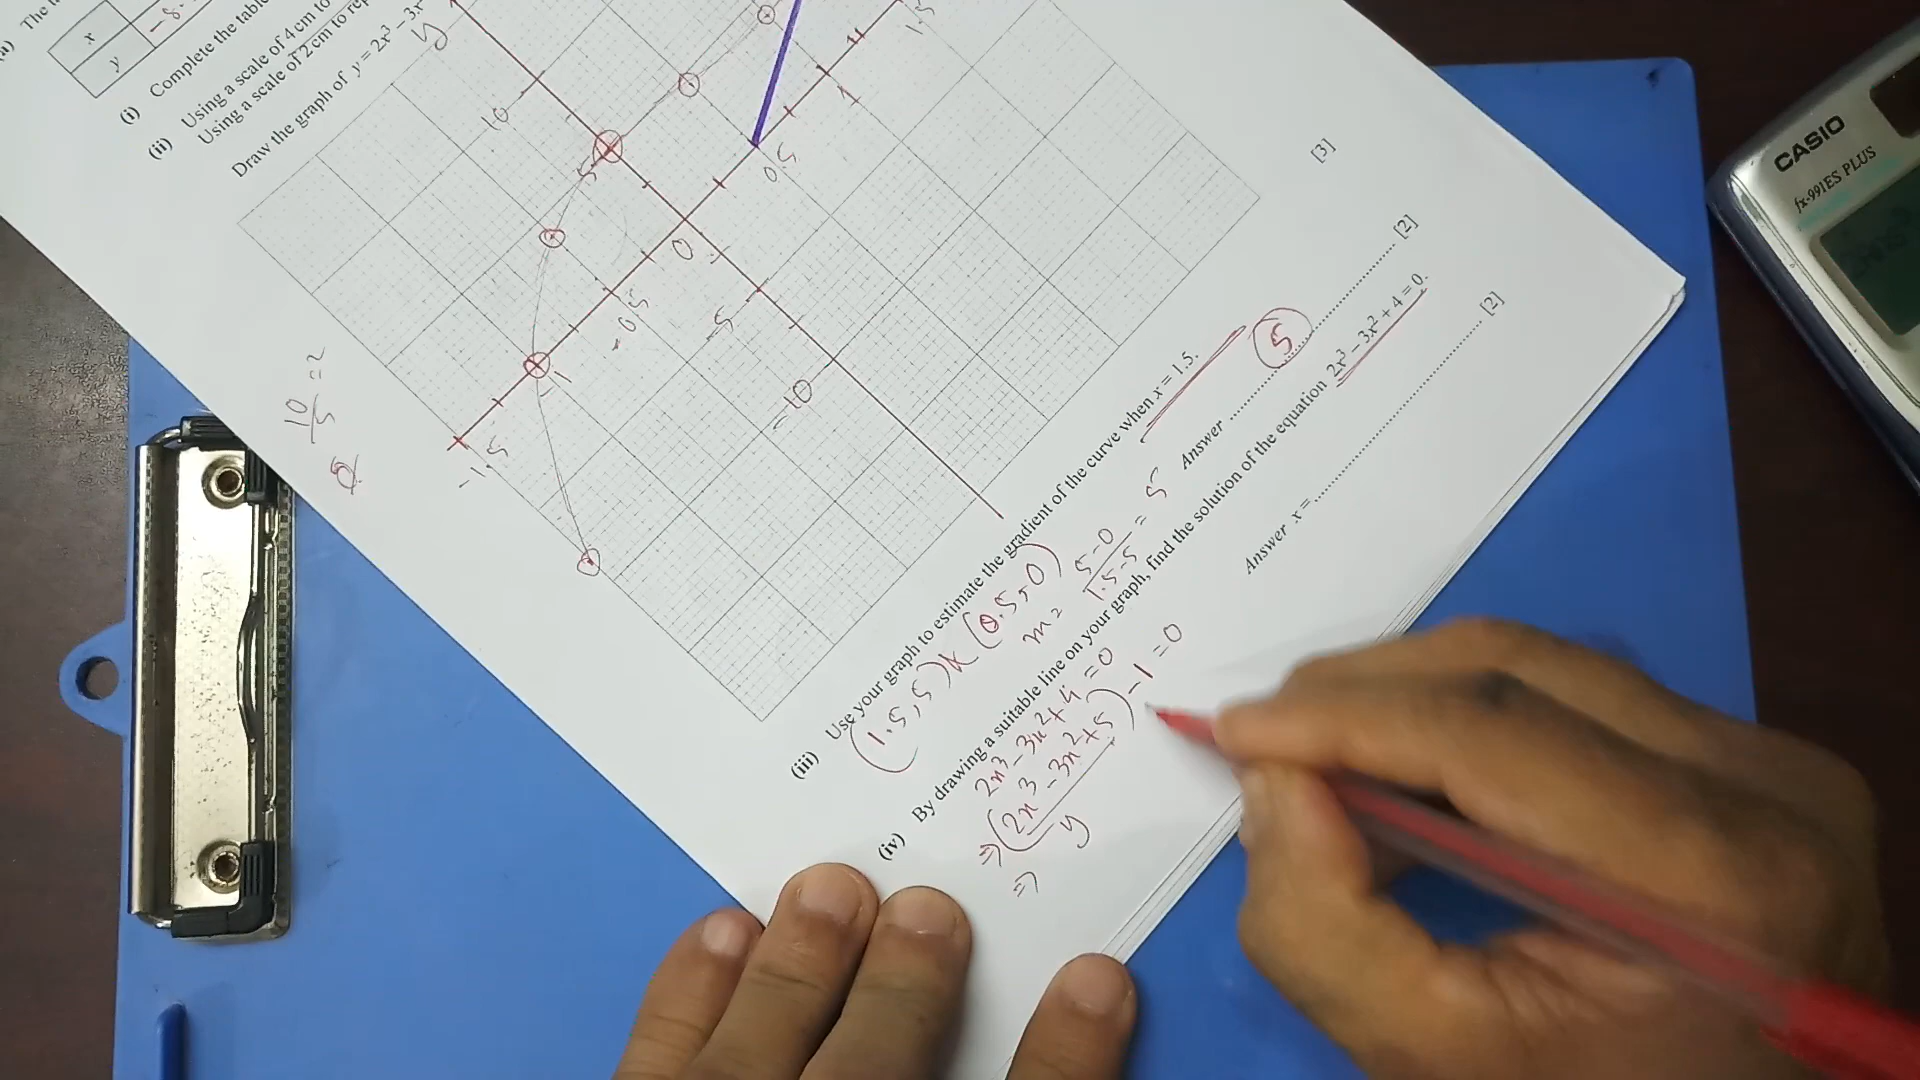 (a) The
x
-8.
y
(i) Complete the table
(ii) Using a scale of 4 cm to
Using a scale of 2 cm to rep
Draw the graph of y = 2x³ − 3x
y
10
5
0
-5
-10
-1.5
-1
-0.5
0.5
1
1.5
[3]
10/5 = 2
5
(iii) Use your graph to estimate the gradient of the curve when x = 1.5.
(1.5, 5) & (0.5, 0)
m = 5-0/1.5-.5 = 5
Answer 5 [2]
(iv) By drawing a suitable line on your graph, find the solution of the equation 2x³ − 3x² + 4 = 0.
2x³ - 3x² + 4 = 0
⇒ (2x³ - 3x² + 5) - 1 = 0
y
⇒
Answer x = [2]
CASIO
fx-991ES PLUS